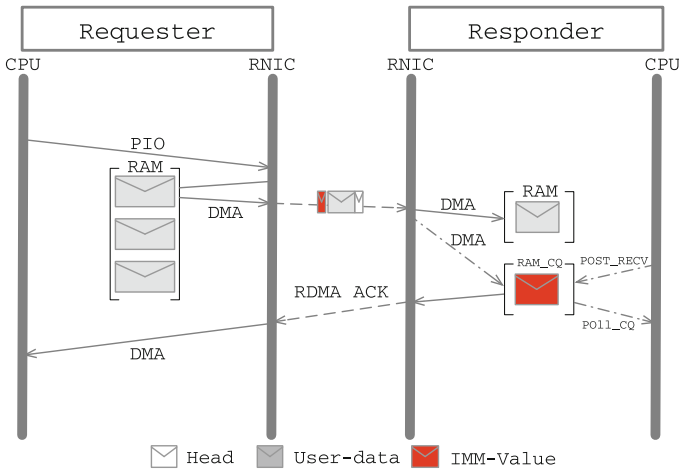 Requester Responder
CPU RNIC RNIC CPU
PIO
RAM
DMA
DMA
RAM
DMA
RAM_CQ
POST_RECV
RDMA ACK
POll_CQ
DMA
Head User-data IMM-Value